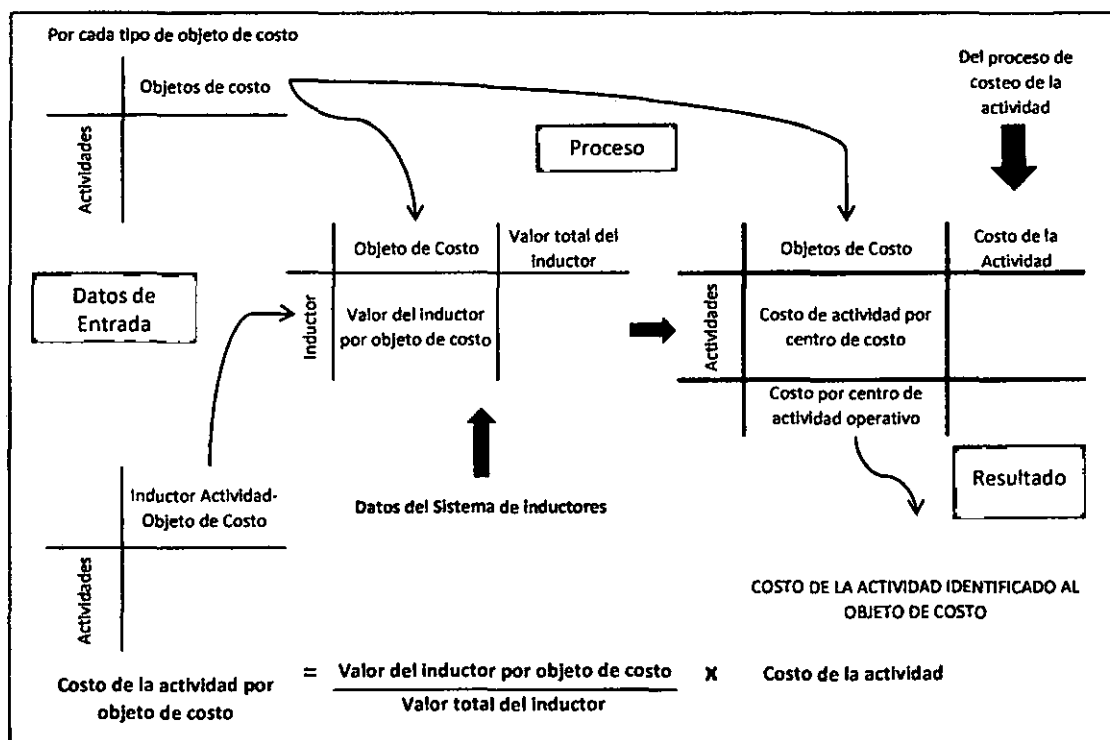 Por cada tipo de objeto de costo
Objetos de costo
Actividades
Del proceso de
costeo de la
actividad
Proceso
Datos de
Entrada
Objeto de Costo
Valor total del
inductor
Inductor
Valor del inductor
por objeto de costo
Objetos de Costo
Costo de la
Actividad
Actividades
Costo de actividad por
centro de costo
Costo por centro de
actividad operativo
Resultado
Datos del Sistema de inductores
Inductor Actividad-
Objeto de Costo
Actividades
COSTO DE LA ACTIVIDAD IDENTIFICADO AL
OBJETO DE COSTO
Costo de la actividad por
objeto de costo
=
Valor del inductor por objeto de costo
Valor total del inductor
X
Costo de la actividad